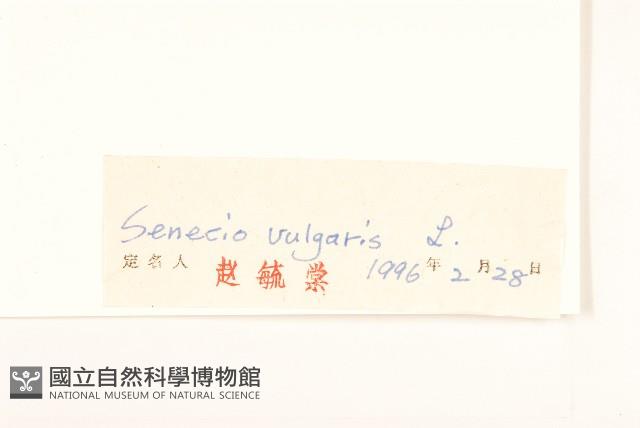 Senecio vulgaris L.
定名人 赵毓棠 1996年2月28日
國立自然科學博物館
NATIONAL MUSEUM OF NATURAL SCIENCE